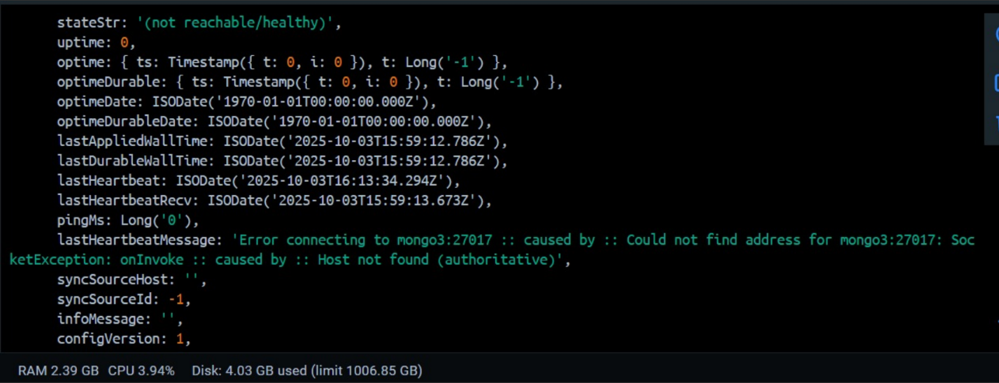 stateStr: '(not reachable/healthy)',
uptime: 0,
optime: { ts: Timestamp({ t: 0, i: 0 }), t: Long('-1') },
optimeDurable: { ts: Timestamp({ t: 0, i: 0 }), t: Long('-1') },
optimeDate: ISODate('1970-01-01T00:00:00.000Z'),
optimeDurableDate: ISODate('1970-01-01T00:00:00.000Z'),
lastAppliedWallTime: ISODate('2025-10-03T15:59:12.786Z'),
lastDurableWallTime: ISODate('2025-10-03T15:59:12.786Z'),
lastHeartbeat: ISODate('2025-10-03T16:13:34.294Z'),
lastHeartbeatRecv: ISODate('2025-10-03T15:59:13.673Z'),
pingMs: Long('0'),
lastHeartbeatMessage: 'Error connecting to mongo3:27017 :: caused by :: Could not find address for mongo3:27017: Soc
ketException: onInvoke :: caused by :: Host not found (authoritative)',
syncSourceHost: '',
syncSourceId: -1,
infoMessage: '',
configVersion: 1,
RAM 2.39 GB CPU 3.94% Disk: 4.03 GB used (limit 1006.85 GB)